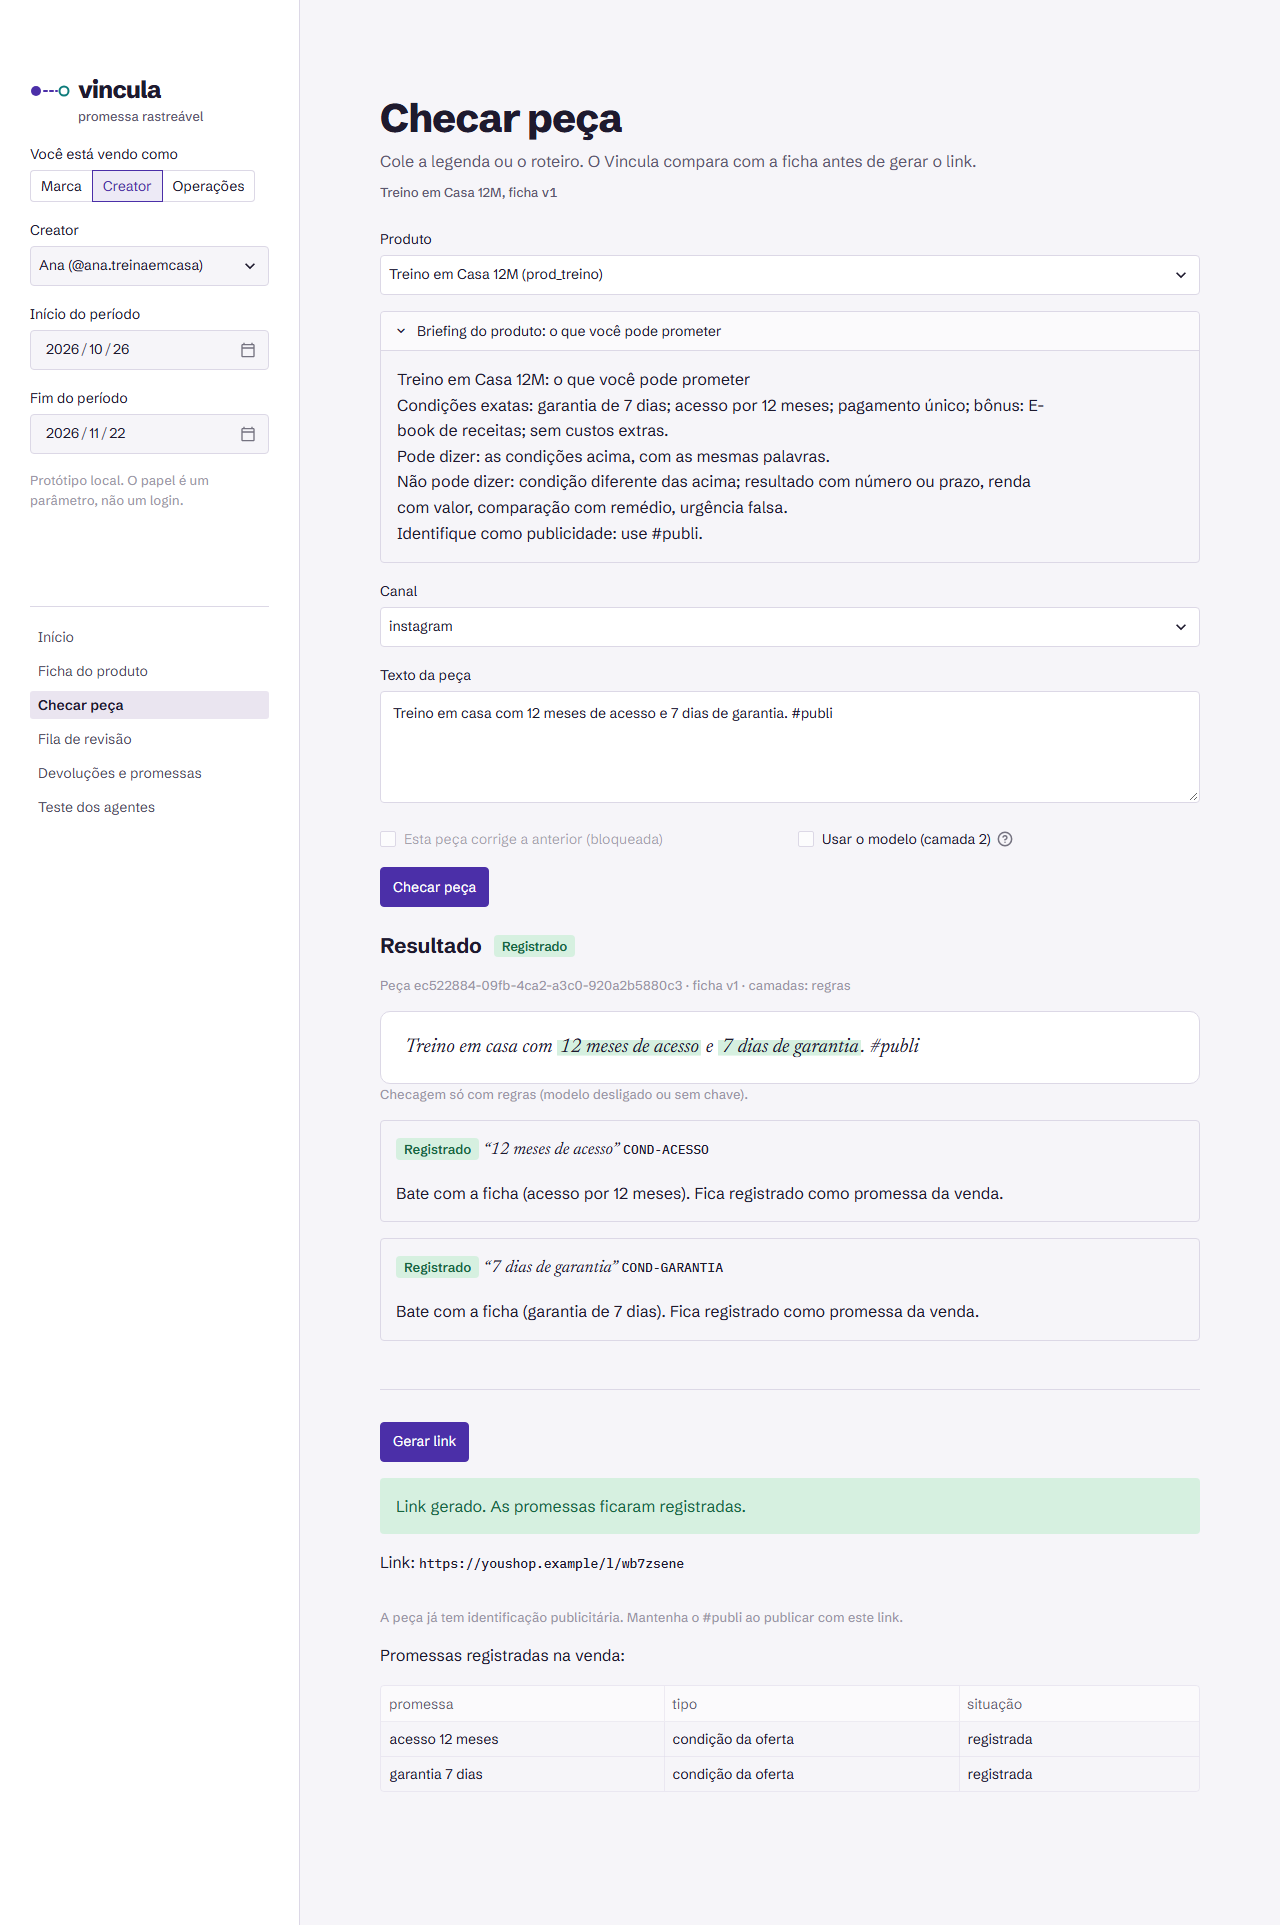 vincula
promessa rastreável
Você está vendo como
Marca Creator Operações
Creator
Ana (@ana.treinaemcasa)
Início do período
2026 / 10 / 26
Fim do período
2026 / 11 / 22
Protótipo local. O papel é um
parâmetro, não um login.
Início
Ficha do produto
Checar peça
Fila de revisão
Devoluções e promessas
Teste dos agentes
Checar peça
Cole a legenda ou o roteiro. O Vincula compara com a ficha antes de gerar o link.
Treino em Casa 12M, ficha v1
Produto
Treino em Casa 12M (prod_treino)
Briefing do produto: o que você pode prometer
Treino em Casa 12M: o que você pode prometer
Condições exatas: garantia de 7 dias; acesso por 12 meses; pagamento único; bônus: E-
book de receitas; sem custos extras.
Pode dizer: as condições acima, com as mesmas palavras.
Não pode dizer: condição diferente das acima; resultado com número ou prazo, renda
com valor, comparação com remédio, urgência falsa.
Identifique como publicidade: use #publi.
Canal
instagram
Texto da peça
Treino em casa com 12 meses de acesso e 7 dias de garantia. #publi
Esta peça corrige a anterior (bloqueada) Usar o modelo (camada 2)
Checar peça
Resultado Registrado
Peça ec522884-09fb-4ca2-a3c0-920a2b5880c3 · ficha v1 · camadas: regras
Treino em casa com 12 meses de acesso e 7 dias de garantia. #publi
Checagem só com regras (modelo desligado ou sem chave).
Registrado “12 meses de acesso” COND-ACESSO
Bate com a ficha (acesso por 12 meses). Fica registrado como promessa da venda.
Registrado “7 dias de garantia” COND-GARANTIA
Bate com a ficha (garantia de 7 dias). Fica registrado como promessa da venda.
Gerar link
Link gerado. As promessas ficaram registradas.
Link: https://youshop.example/l/wb7zsene
A peça já tem identificação publicitária. Mantenha o #publi ao publicar com este link.
Promessas registradas na venda:
promessa tipo situação
acesso 12 meses condição da oferta registrada
garantia 7 dias condição da oferta registrada